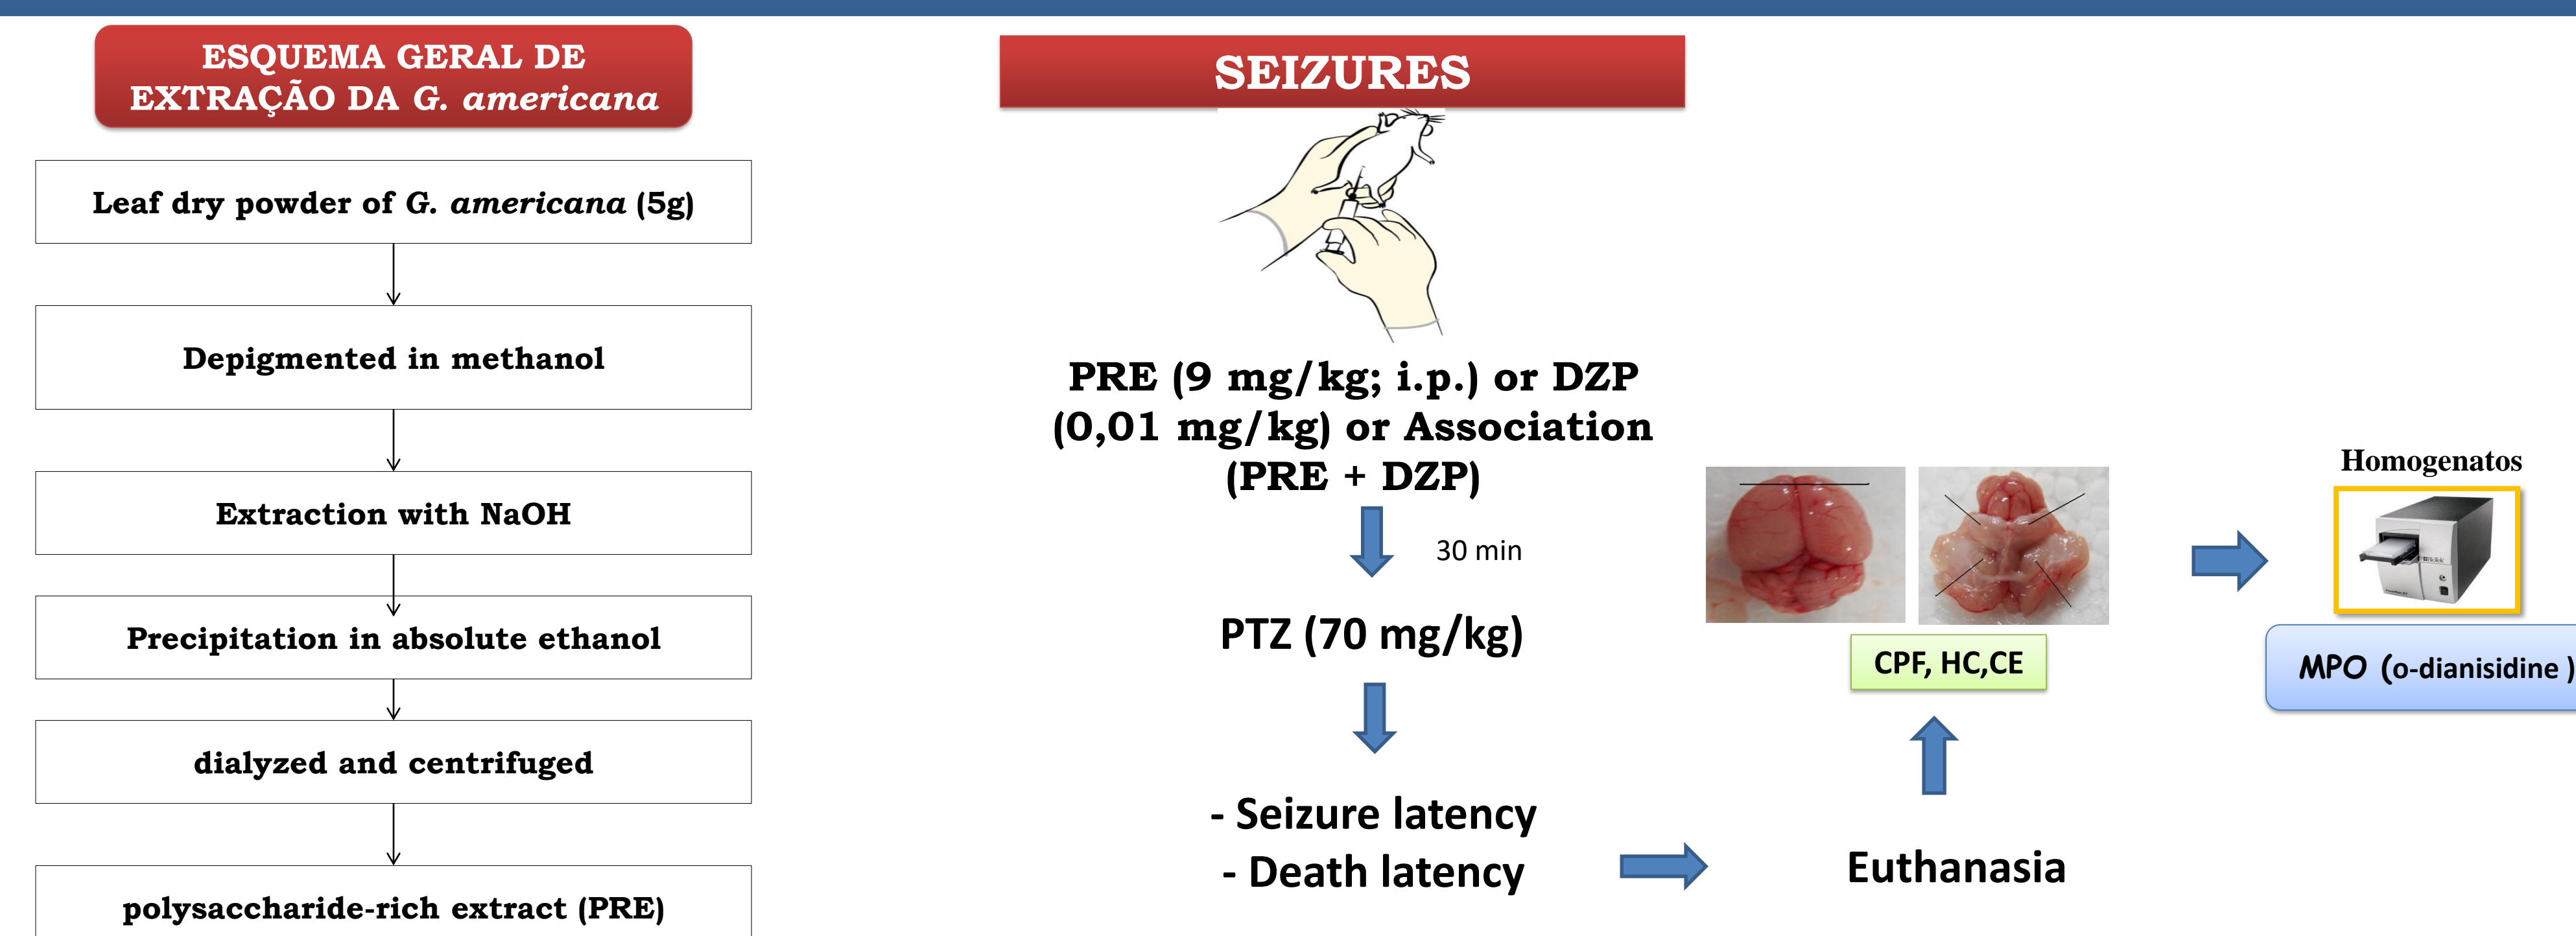 ESQUEMA GERAL DE
EXTRAÇÃO DA G. americana
Leaf dry powder of G. americana (5g)
Depigmented in methanol
Extraction with NaOH
Precipitation in absolute ethanol
dialyzed and centrifuged
polysaccharide-rich extract (PRE)
SEIZURES
PRE (9 mg/kg; i.p.) or DZP
(0,01 mg/kg) or Association
(PRE + DZP)
30 min
PTZ (70 mg/kg)
- Seizure latency
- Death latency
Euthanasia
CPF, HC,CE
Homogenatos
MPO (o-dianisidine )